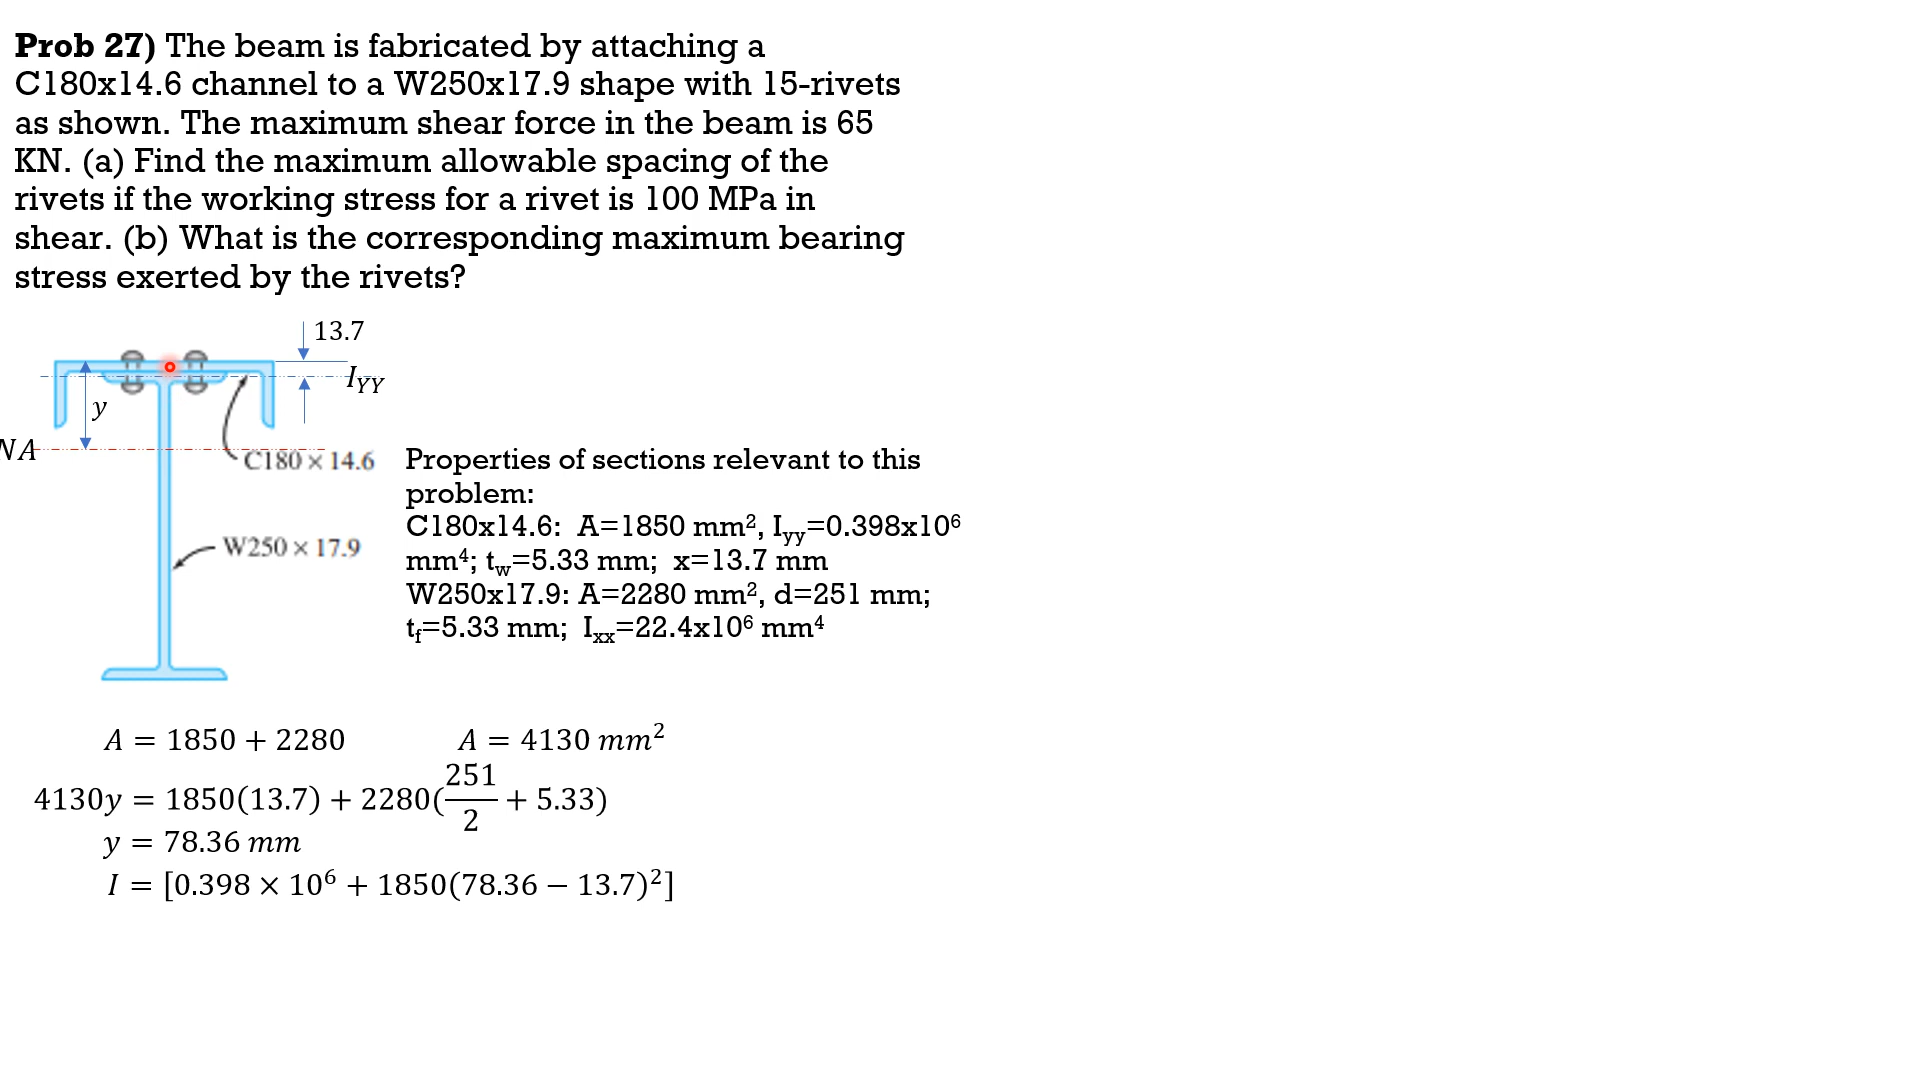 Prob 27) The beam is fabricated by attaching a
C180x14.6 channel to a W250x17.9 shape with 15-rivets
as shown. The maximum shear force in the beam is 65
KN. (a) Find the maximum allowable spacing of the
rivets if the working stress for a rivet is 100 MPa in
shear. (b) What is the corresponding maximum bearing
stress exerted by the rivets?
13.7
I_YY
y
NA
C180 × 14.6
W250 × 17.9
Properties of sections relevant to this
problem:
C180x14.6: A=1850 mm², I_yy=0.398x10⁶
mm⁴; t_w=5.33 mm; x=13.7 mm
W250x17.9: A=2280 mm², d=251 mm;
t_f=5.33 mm; I_xx=22.4x10⁶ mm⁴
A = 1850 + 2280
A = 4130 mm²
4130y = 1850(13.7) + 2280(251/2 + 5.33)
y = 78.36 mm
I = [0.398 × 10⁶ + 1850(78.36 − 13.7)²]